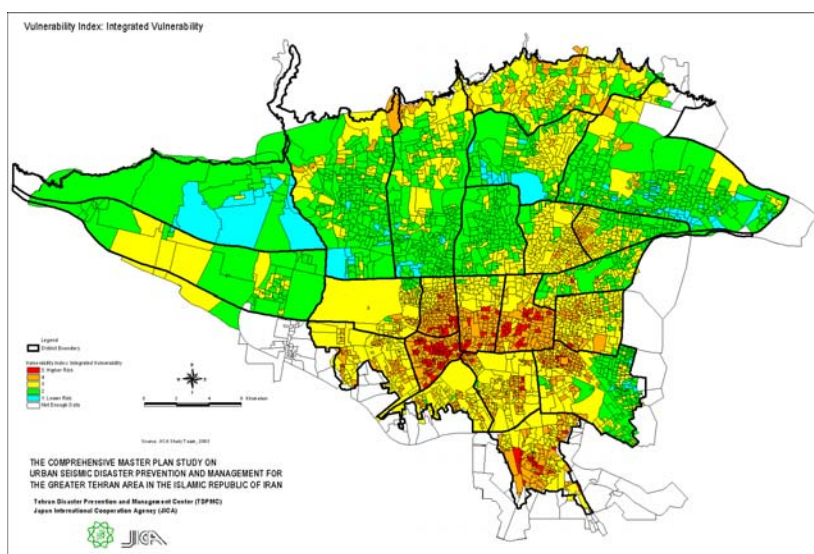 Vulnerability Index: Integrated Vulnerability
Legend
District Boundary
Vulnerability Index: Integrated Vulnerability
5: Higher Risk
4
3
2
1: Lower Risk
Not Enough Data
Kilometers
THE COMPREHENSIVE MASTER PLAN STUDY ON
URBAN SEISMIC DISASTER PREVENTION AND MANAGEMENT FOR
THE GREATER TEHRAN AREA IN THE ISLAMIC REPUBLIC OF IRAN
Tehran Disaster Prevention and Management Center (TDPMC)
Japan International Cooperation Agency (JICA)
JICA